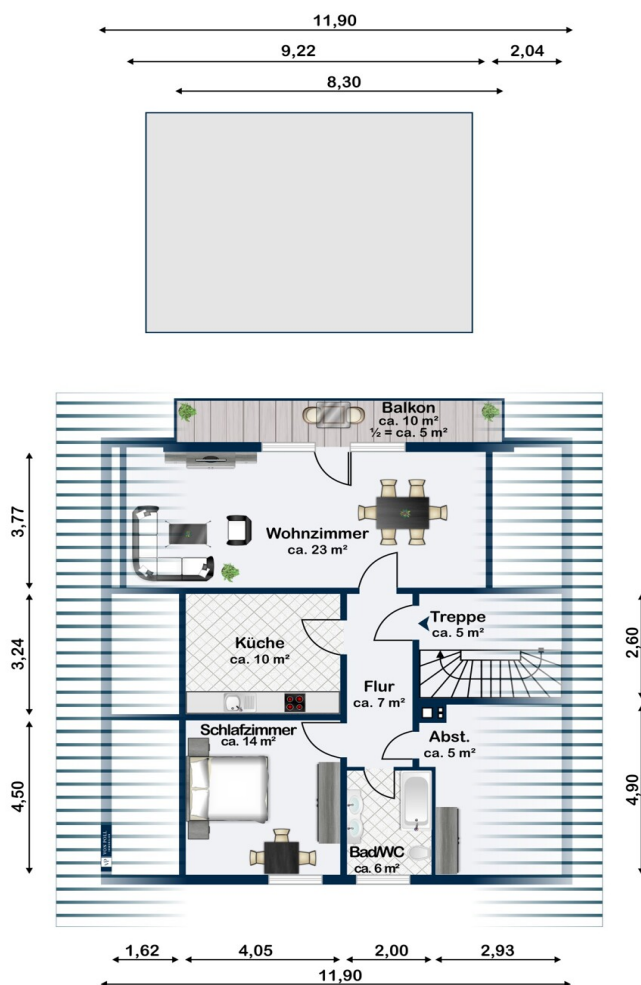 11,90
9,22
2,04
8,30
Balkon
ca. 10 m²
½ = ca. 5 m²
3,77
Wohnzimmer
ca. 23 m²
3,24
Küche
ca. 10 m²
Treppe
ca. 5 m²
2,60
Flur
ca. 7 m²
Schlafzimmer
ca. 14 m²
Abst.
ca. 5 m²
4,50
4,90
Bad/WC
ca. 6 m²
VON POLL
1,62
4,05
2,00
2,93
11,90